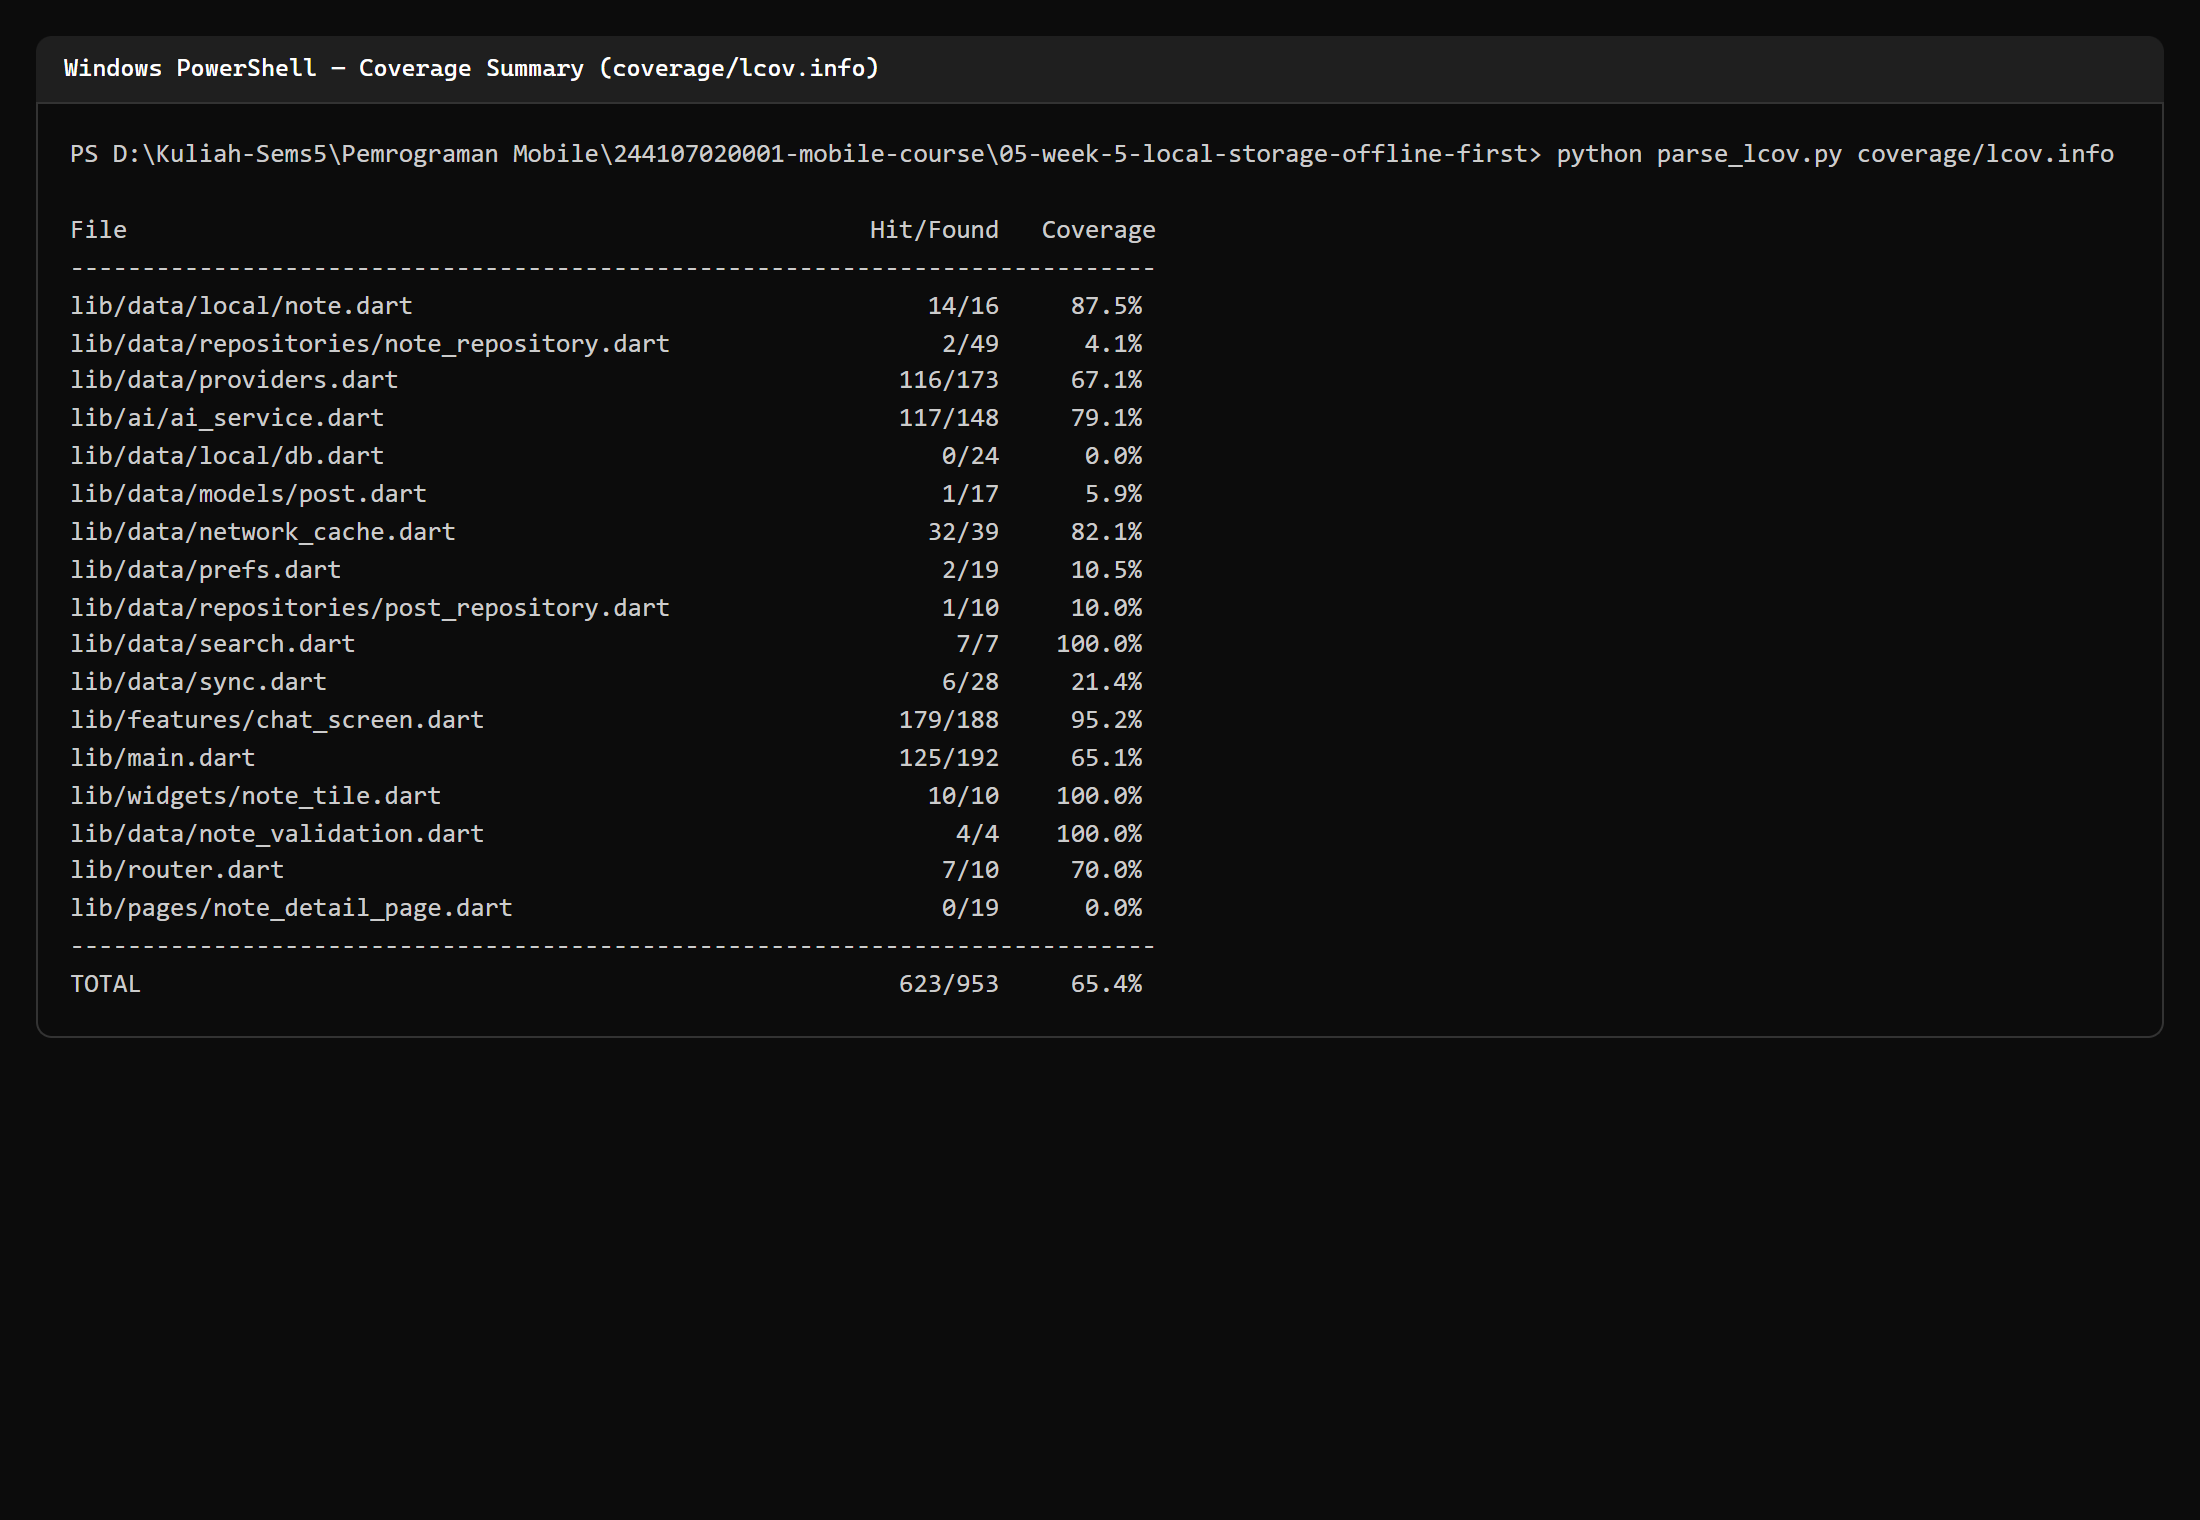 Windows PowerShell — Coverage Summary (coverage/lcov.info)
PS D:\Kuliah-Sems5\Pemrograman Mobile\244107020001-mobile-course\05-week-5-local-storage-offline-first> python parse_lcov.py coverage/lcov.info
File Hit/Found Coverage
----------------------------------------------------------------------------
lib/data/local/note.dart 14/16 87.5%
lib/data/repositories/note_repository.dart 2/49 4.1%
lib/data/providers.dart 116/173 67.1%
lib/ai/ai_service.dart 117/148 79.1%
lib/data/local/db.dart 0/24 0.0%
lib/data/models/post.dart 1/17 5.9%
lib/data/network_cache.dart 32/39 82.1%
lib/data/prefs.dart 2/19 10.5%
lib/data/repositories/post_repository.dart 1/10 10.0%
lib/data/search.dart 7/7 100.0%
lib/data/sync.dart 6/28 21.4%
lib/features/chat_screen.dart 179/188 95.2%
lib/main.dart 125/192 65.1%
lib/widgets/note_tile.dart 10/10 100.0%
lib/data/note_validation.dart 4/4 100.0%
lib/router.dart 7/10 70.0%
lib/pages/note_detail_page.dart 0/19 0.0%
----------------------------------------------------------------------------
TOTAL 623/953 65.4%